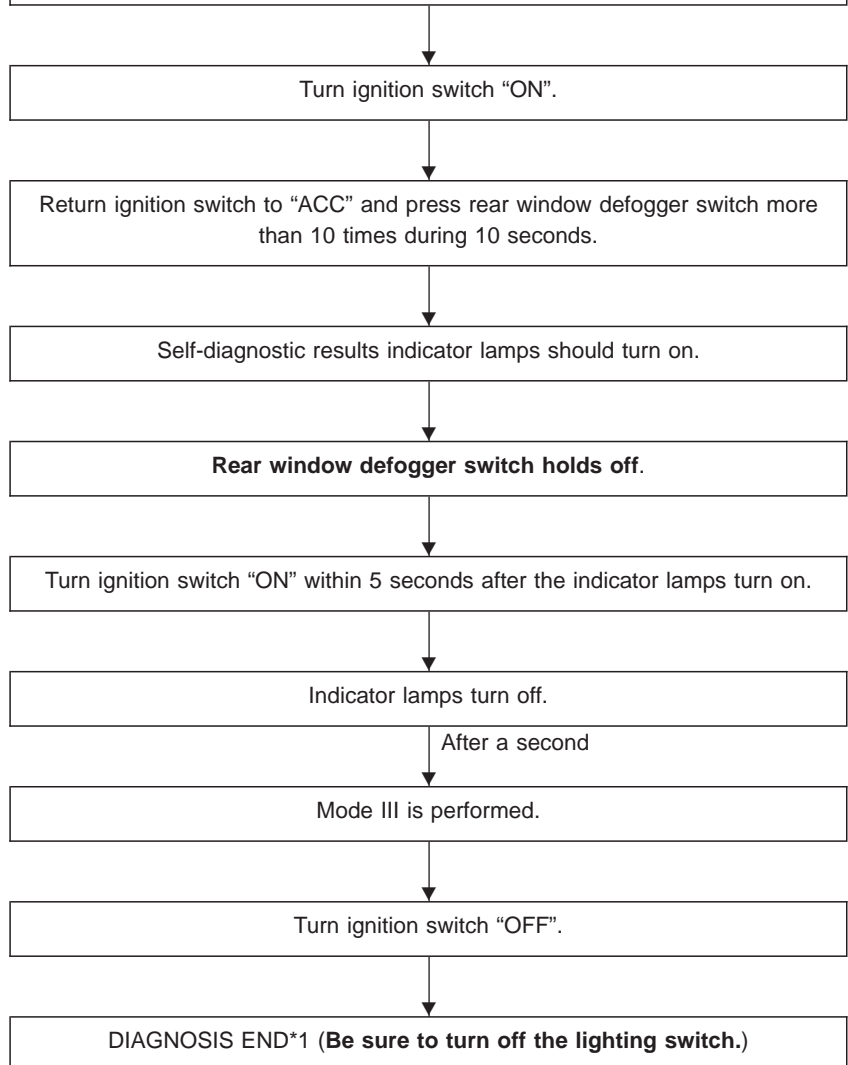 Turn ignition switch “ON”.
Return ignition switch to “ACC” and press rear window defogger switch more
than 10 times during 10 seconds.
Self-diagnostic results indicator lamps should turn on.
Rear window defogger switch holds off.
Turn ignition switch “ON” within 5 seconds after the indicator lamps turn on.
Indicator lamps turn off.
After a second
Mode III is performed.
Turn ignition switch “OFF”.
DIAGNOSIS END*1 (Be sure to turn off the lighting switch.)